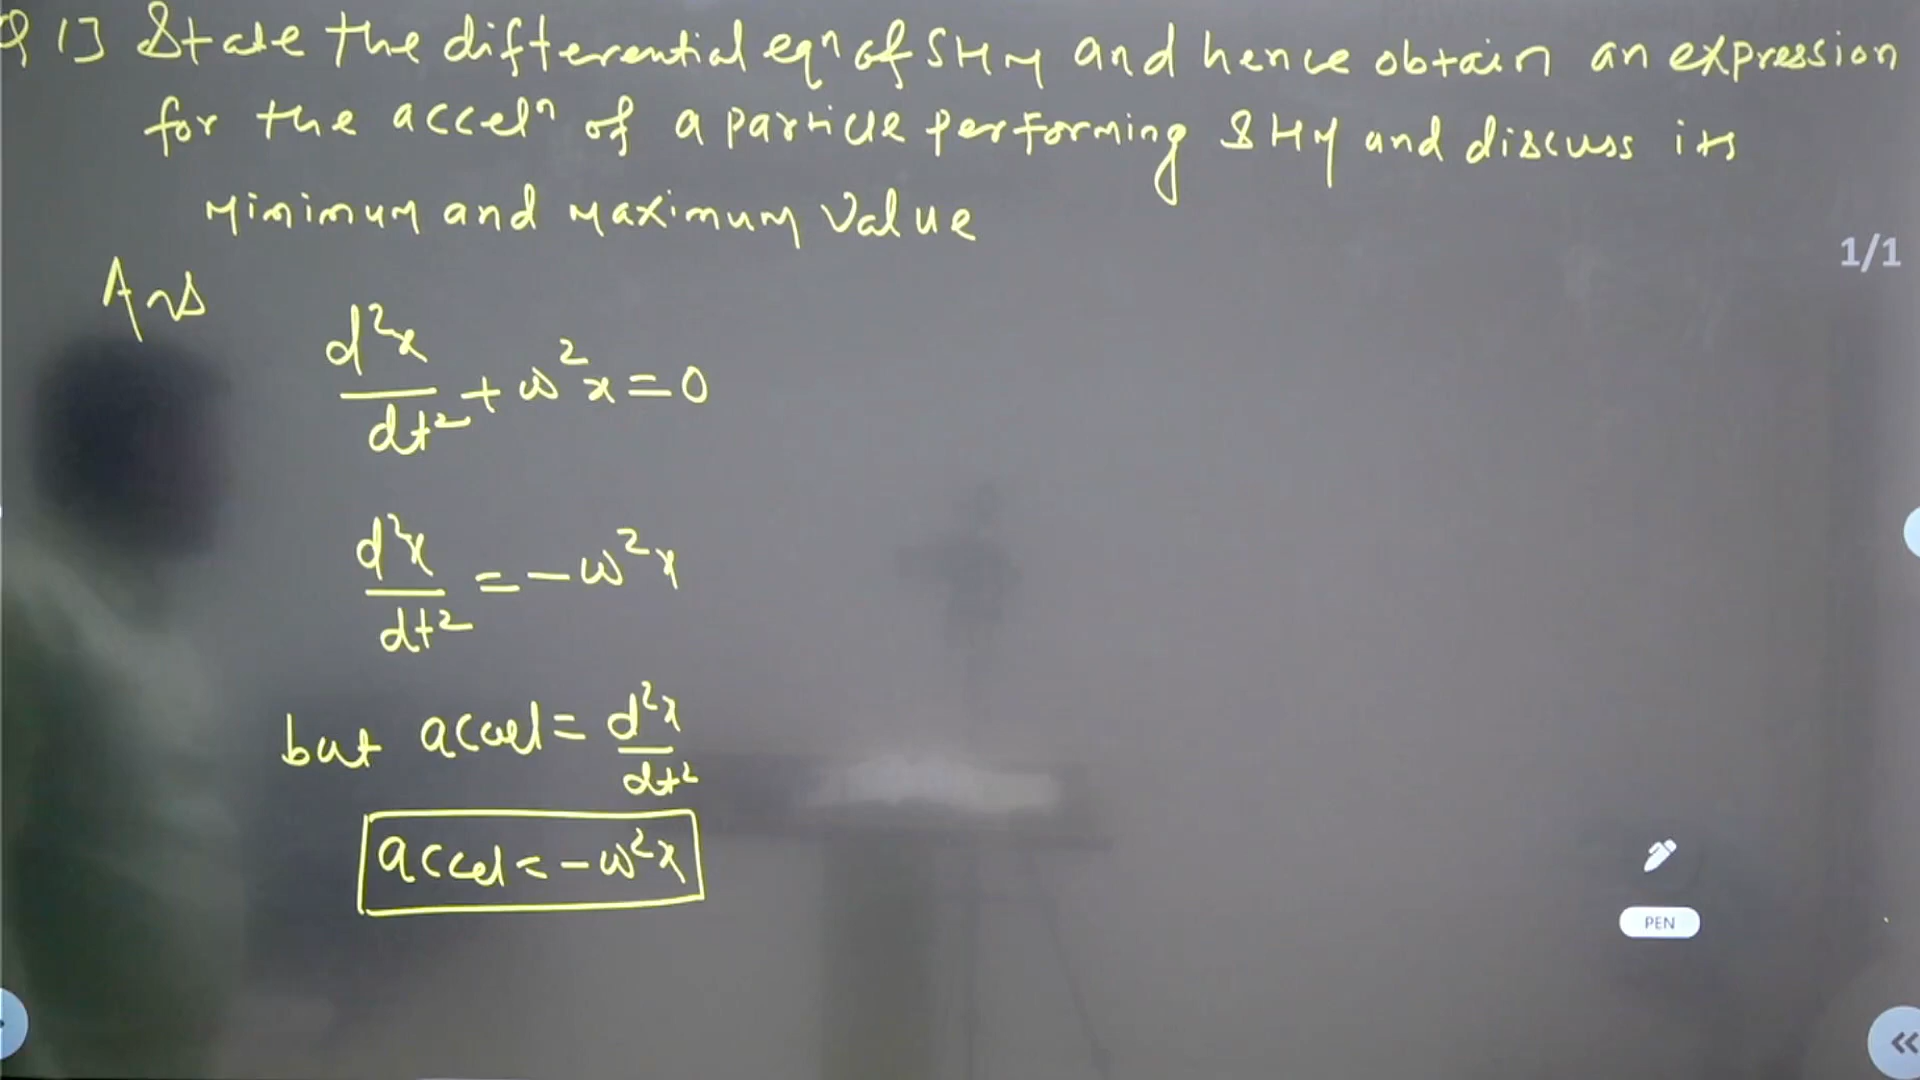 Q 1] State the differential eqⁿ of SHM and hence obtain an expression
for the accelⁿ of a particle performing SHM and discuss its
Minimum and Maximum Value
1/1
Ans
d²x/dt² + ω²x = 0
d²x/dt² = -ω²x
but accel = d²x/dt²
accel = -ω²x
PEN